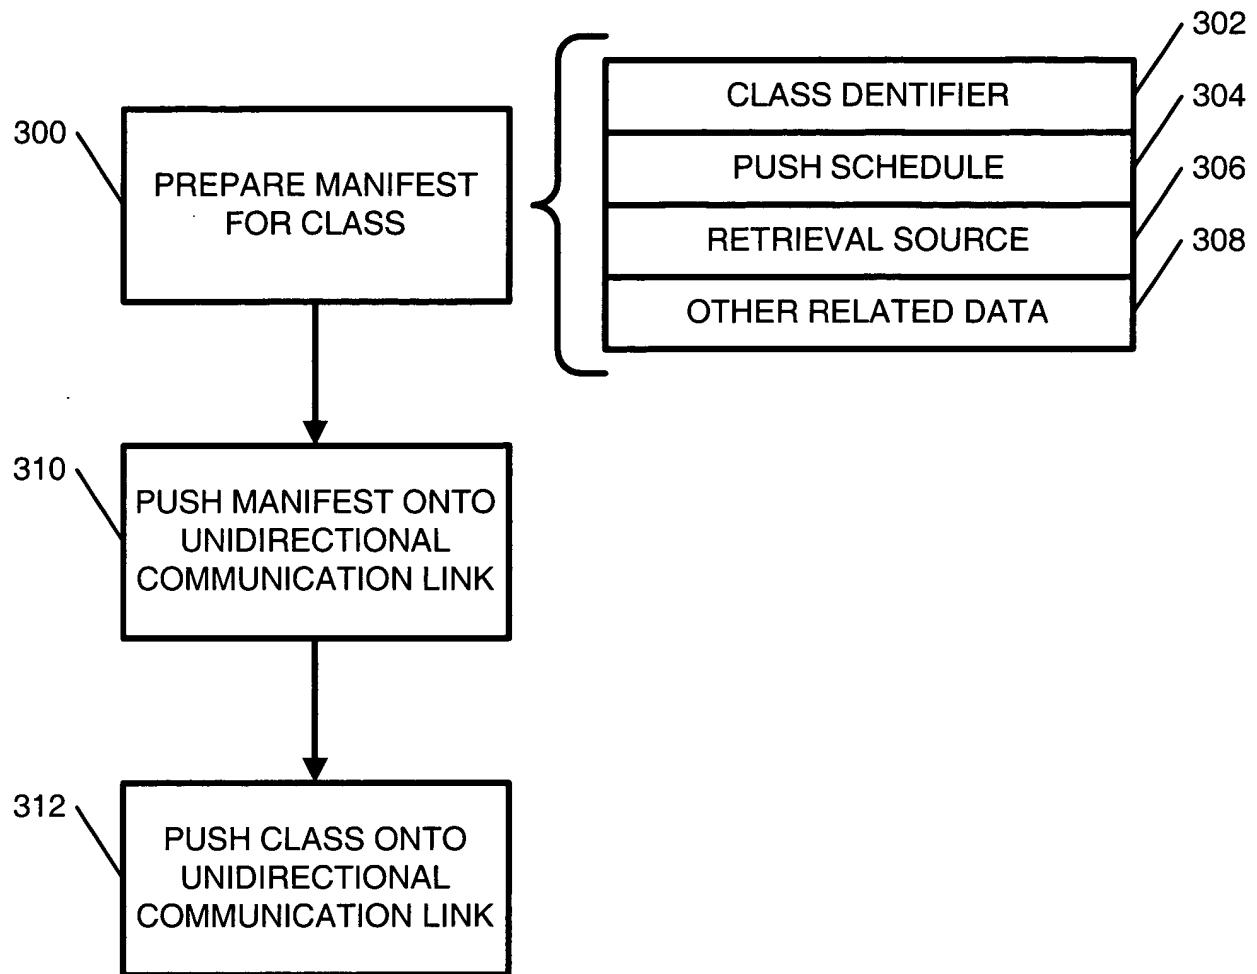 302
CLASS DENTIFIER
304
300
PREPARE MANIFEST
FOR CLASS
PUSH SCHEDULE
306
RETRIEVAL SOURCE
308
OTHER RELATED DATA
310
PUSH MANIFEST ONTO
UNIDIRECTIONAL
COMMUNICATION LINK
312
PUSH CLASS ONTO
UNIDIRECTIONAL
COMMUNICATION LINK